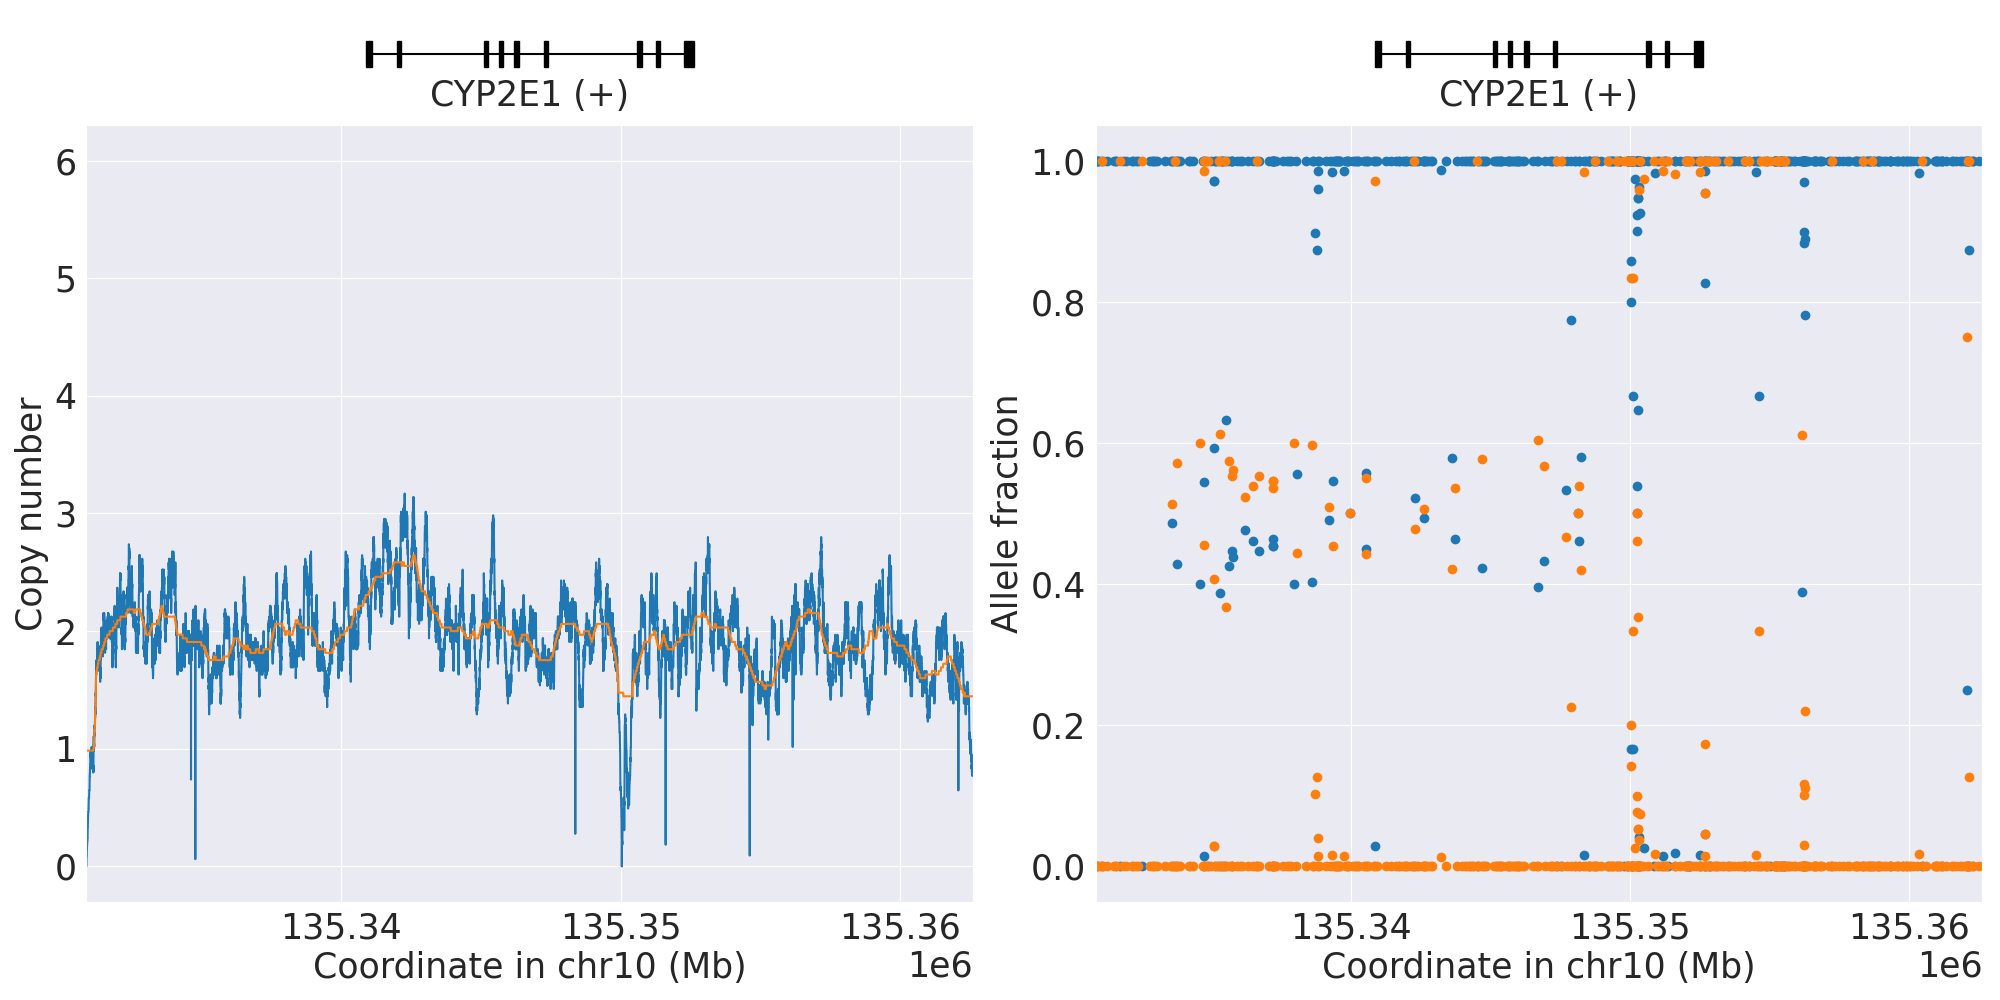 CYP2E1 (+)
6
5
4
3
2
1
0
Copy number
135.34 135.35 135.36
Coordinate in chr10 (Mb)
1e6
CYP2E1 (+)
1.0
0.8
0.6
0.4
0.2
0.0
Allele fraction
135.34 135.35 135.36
Coordinate in chr10 (Mb)
1e6